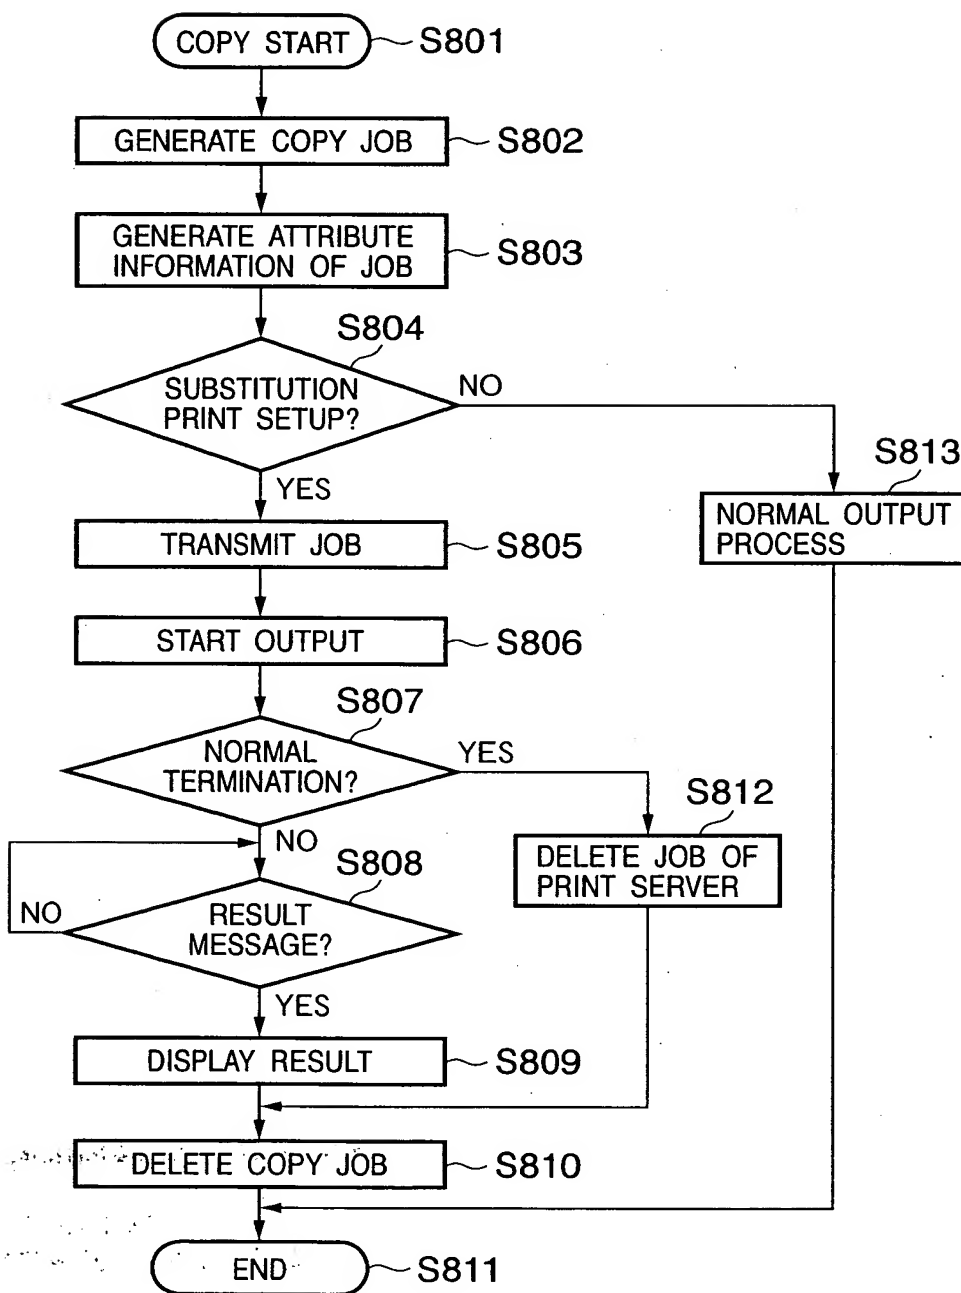 COPY START
S801
GENERATE COPY JOB
S802
GENERATE ATTRIBUTE
INFORMATION OF JOB
S803
S804
SUBSTITUTION
PRINT SETUP?
NO
YES
S813
NORMAL OUTPUT
PROCESS
TRANSMIT JOB
S805
START OUTPUT
S806
S807
NORMAL
TERMINATION?
YES
NO
S812
DELETE JOB OF
PRINT SERVER
S808
RESULT
MESSAGE?
NO
YES
DISPLAY RESULT
S809
DELETE COPY JOB
S810
END
S811